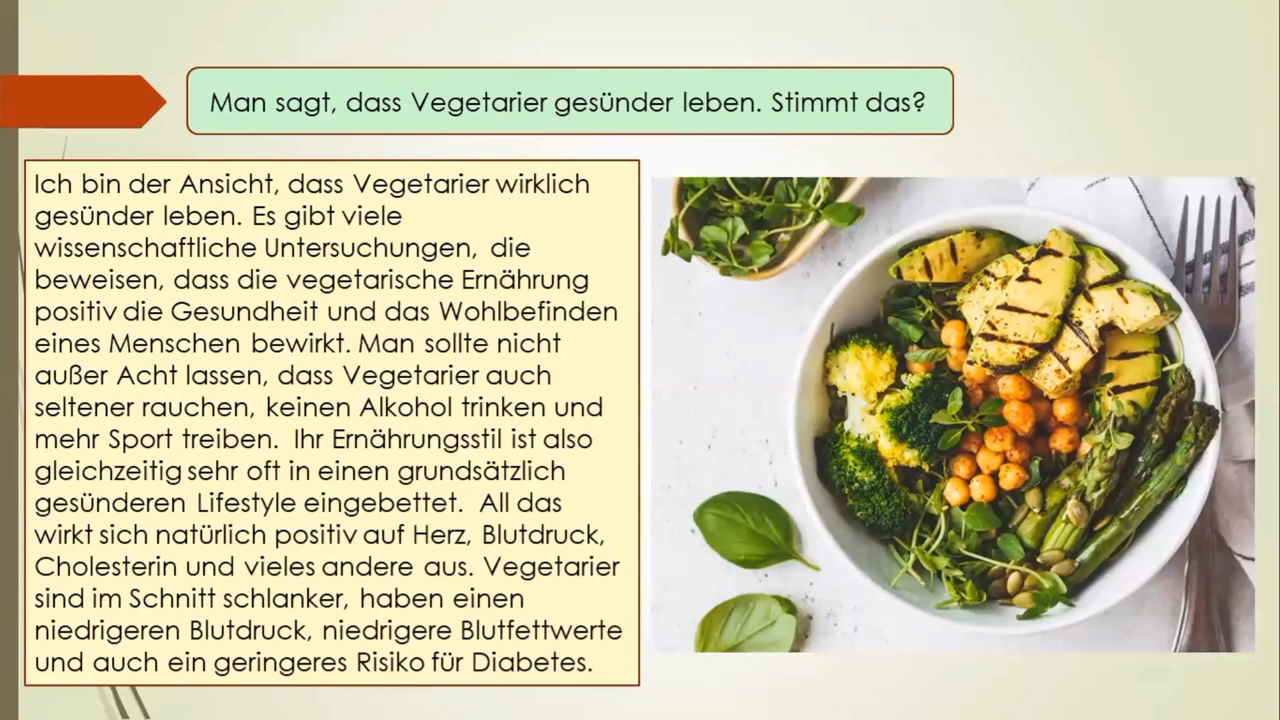 Man sagt, dass Vegetarier gesünder leben. Stimmt das?
Ich bin der Ansicht, dass Vegetarier wirklich
gesünder leben. Es gibt viele
wissenschaftliche Untersuchungen, die
beweisen, dass die vegetarische Ernährung
positiv die Gesundheit und das Wohlbefinden
eines Menschen bewirkt. Man sollte nicht
außer Acht lassen, dass Vegetarier auch
seltener rauchen, keinen Alkohol trinken und
mehr Sport treiben. Ihr Ernährungsstil ist also
gleichzeitig sehr oft in einen grundsätzlich
gesünderen Lifestyle eingebettet. All das
wirkt sich natürlich positiv auf Herz, Blutdruck,
Cholesterin und vieles andere aus. Vegetarier
sind im Schnitt schlanker, haben einen
niedrigeren Blutdruck, niedrigere Blutfettwerte
und auch ein geringeres Risiko für Diabetes.